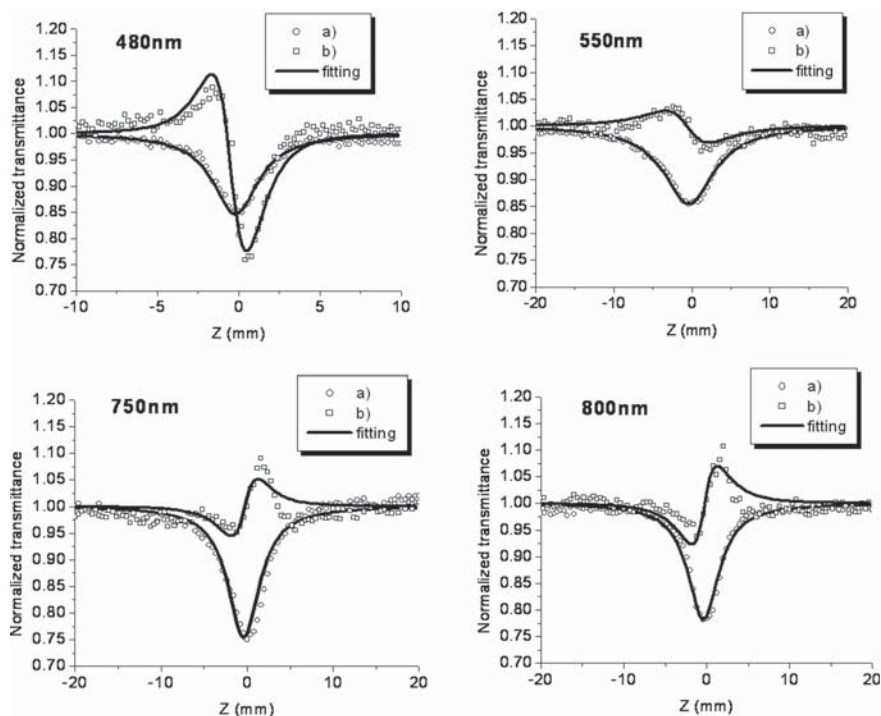 480nm
a)
b)
fitting
Normalized transmittance
1.20
1.15
1.10
1.05
1.00
0.95
0.90
0.85
0.80
0.75
0.70
-10
-5
0
5
10
Z (mm)
550nm
a)
b)
fitting
Normalized transmittance
1.20
1.15
1.10
1.05
1.00
0.95
0.90
0.85
0.80
0.75
0.70
-20
-10
0
10
20
Z (mm)
750nm
a)
b)
fitting
Normalized transmittance
1.20
1.15
1.10
1.05
1.00
0.95
0.90
0.85
0.80
0.75
0.70
-20
-10
0
10
20
Z (mm)
800nm
a)
b)
fitting
Normalized transmittance
1.20
1.15
1.10
1.05
1.00
0.95
0.90
0.85
0.80
0.75
0.70
-20
-10
0
10
20
Z (mm)